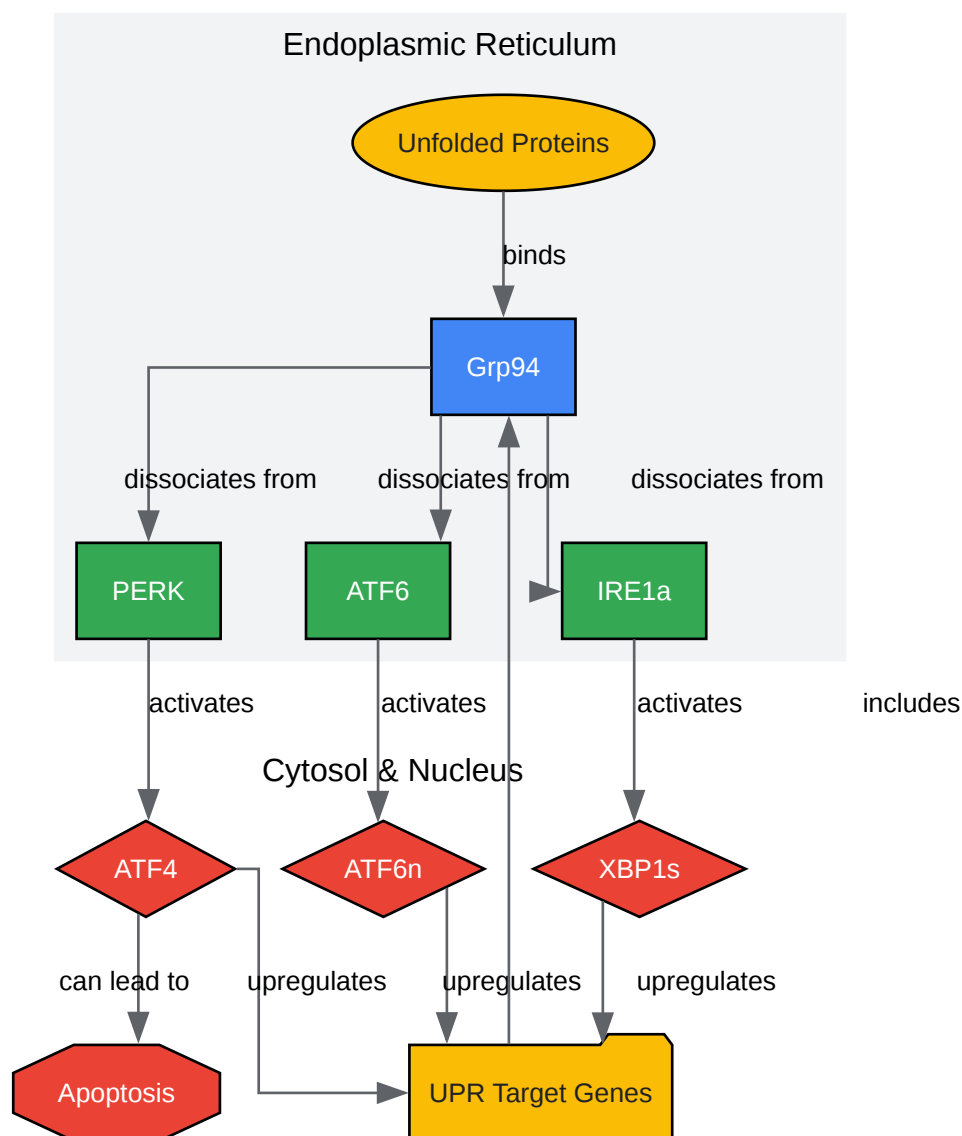 Endoplasmic Reticulum
Unfolded Proteins
binds
Grp94
dissociates from
dissociates from
dissociates from
PERK
ATF6
IRE1a
activates
activates
activates
includes
Cytosol & Nucleus
ATF4
ATF6n
XBP1s
can lead to
upregulates
upregulates
upregulates
Apoptosis
UPR Target Genes